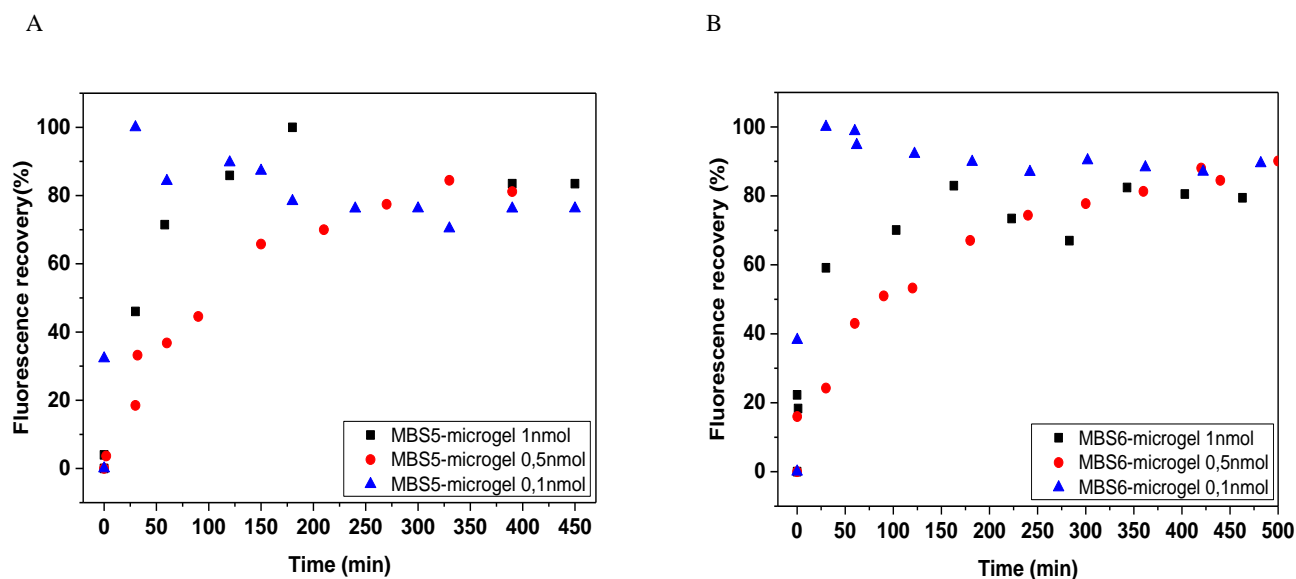 A
B
Fluorescence recovery(%)
100
80
60
40
20
0
MBS5-microgel 1nmol
MBS5-microgel 0,5nmol
MBS5-microgel 0,1nmol
0 50 100 150 200 250 300 350 400 450
Time (min)
Fluorescence recovery (%)
100
80
60
40
20
0
MBS6-microgel 1nmol
MBS6-microgel 0,5nmol
MBS6-microgel 0,1nmol
0 50 100 150 200 250 300 350 400 450 500
Time (min)